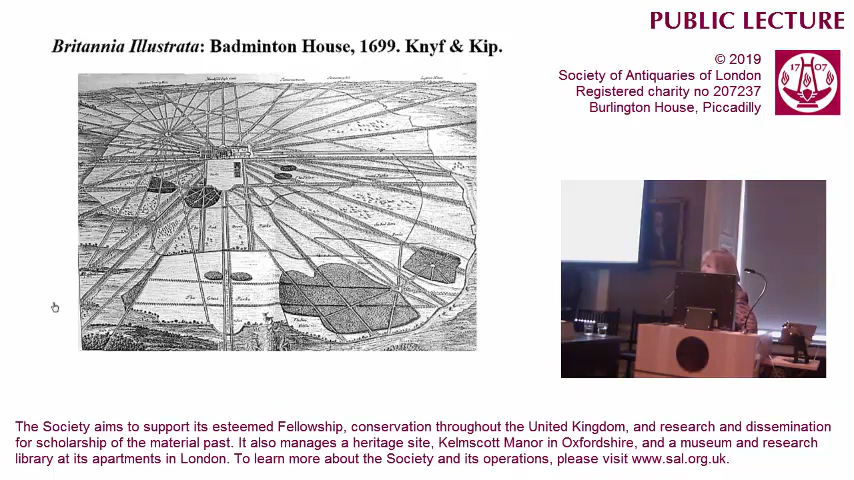 PUBLIC LECTURE
Britannia Illustrata: Badminton House, 1699. Knyf & Kip.
© 2019
Society of Antiquaries of London
Registered charity no 207237
Burlington House, Piccadilly
17 07
The Society aims to support its esteemed Fellowship, conservation throughout the United Kingdom, and research and dissemination
for scholarship of the material past. It also manages a heritage site, Kelmscott Manor in Oxfordshire, and a museum and research
library at its apartments in London. To learn more about the Society and its operations, please visit www.sal.org.uk.